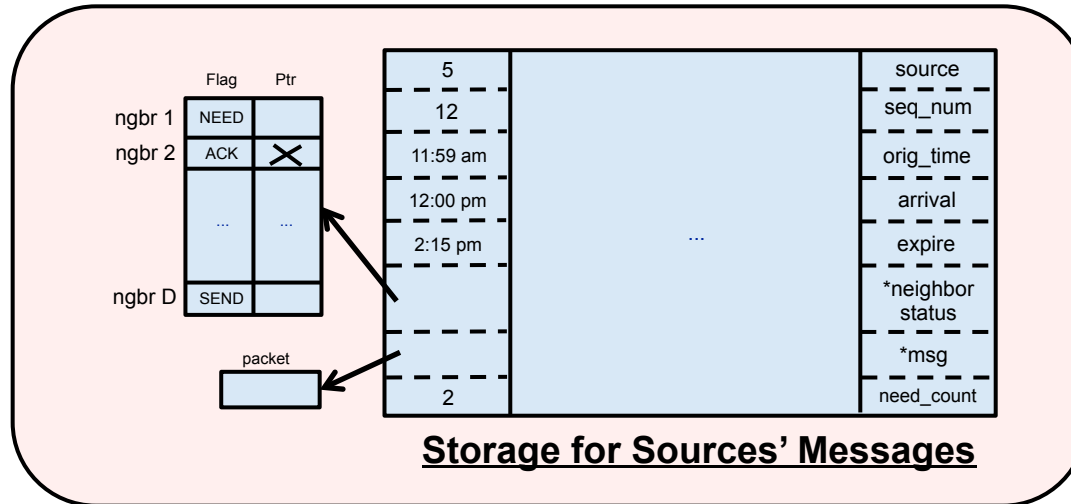 Flag Ptr
ngbr 1 NEED
ngbr 2 ACK
... ...
ngbr D SEND
packet
5
12
11:59 am
12:00 pm
2:15 pm
2
...
source
seq_num
orig_time
arrival
expire
*neighbor
status
*msg
need_count
Storage for Sources’ Messages